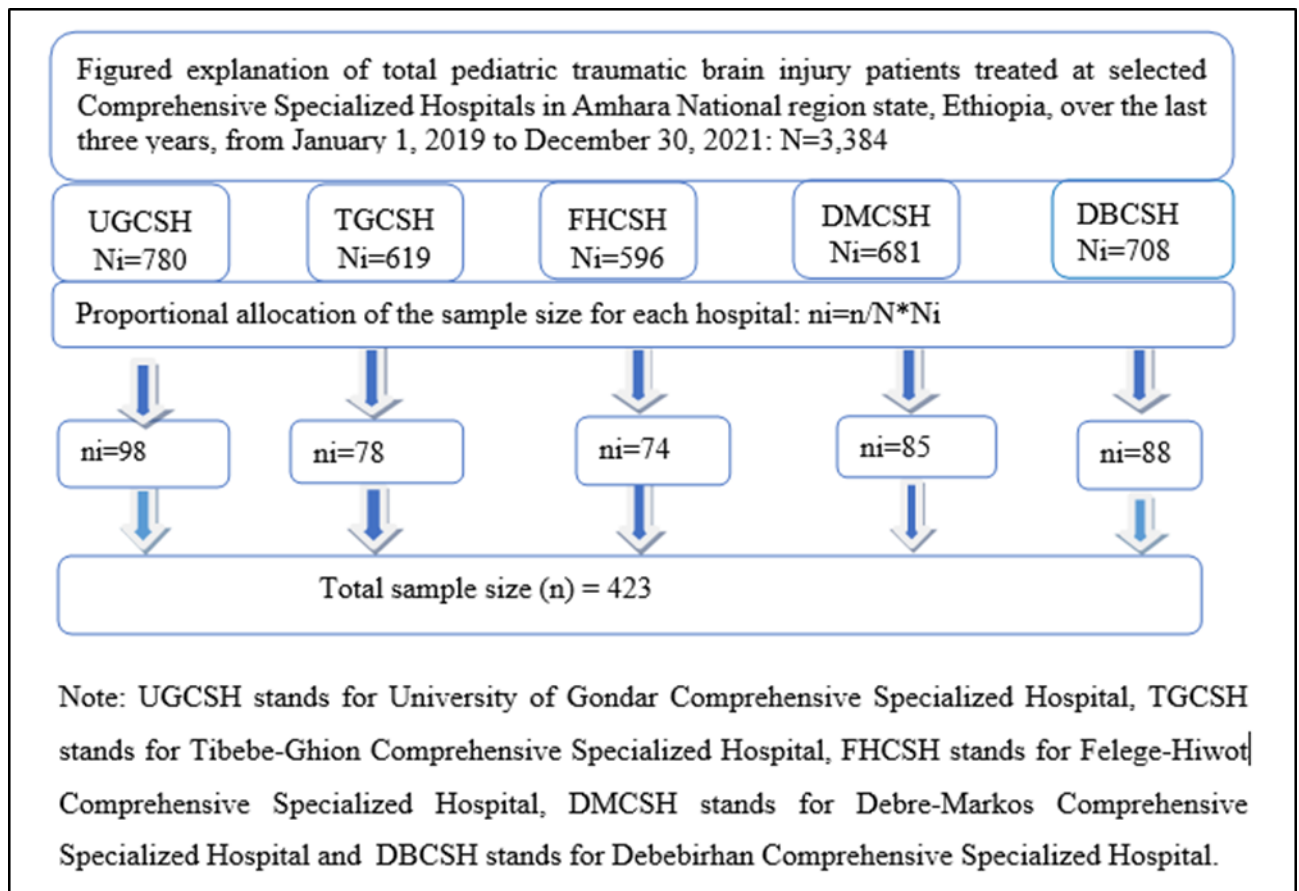 Figured explanation of total pediatric traumatic brain injury patients treated at selected
Comprehensive Specialized Hospitals in Amhara National region state, Ethiopia, over the last
three years, from January 1, 2019 to December 30, 2021: N=3,384
UGCSH
Ni=780
TGCSH
Ni=619
FHCSH
Ni=596
DMCSH
Ni=681
DBCSH
Ni=708
Proportional allocation of the sample size for each hospital: ni=n/N*Ni
ni=98
ni=78
ni=74
ni=85
ni=88
Total sample size (n) = 423
Note: UGCSH stands for University of Gondar Comprehensive Specialized Hospital, TGCSH
stands for Tibebe-Ghion Comprehensive Specialized Hospital, FHCSH stands for Felege-Hiwot
Comprehensive Specialized Hospital, DMCSH stands for Debre-Markos Comprehensive
Specialized Hospital and DBCSH stands for Debebirhan Comprehensive Specialized Hospital.